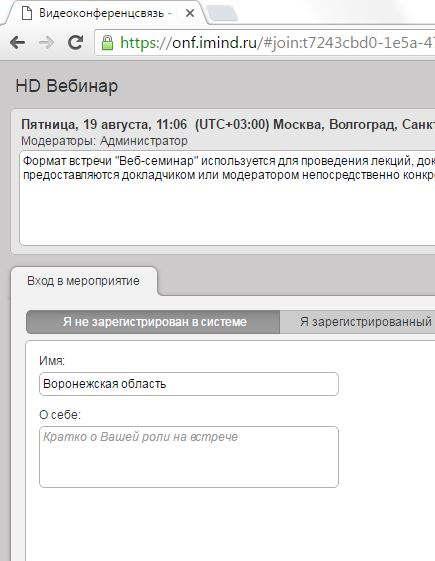 Видеоконференцсвязь -
https://onf.imind.ru/#join:t7243cbd0-1e5a-47
HD Вебинар
Пятница, 19 августа, 11:06 (UTC+03:00) Москва, Волгоград, Санкт
Модераторы: Администратор
Формат встречи "Веб-семинар" используется для проведения лекций, док
предоставляются докладчиком или модератором непосредственно конкр
Вход в мероприятие
Я не зарегистрирован в системе Я зарегистрированный
Имя:
Воронежская область
О себе:
Кратко о Вашей роли на встрече